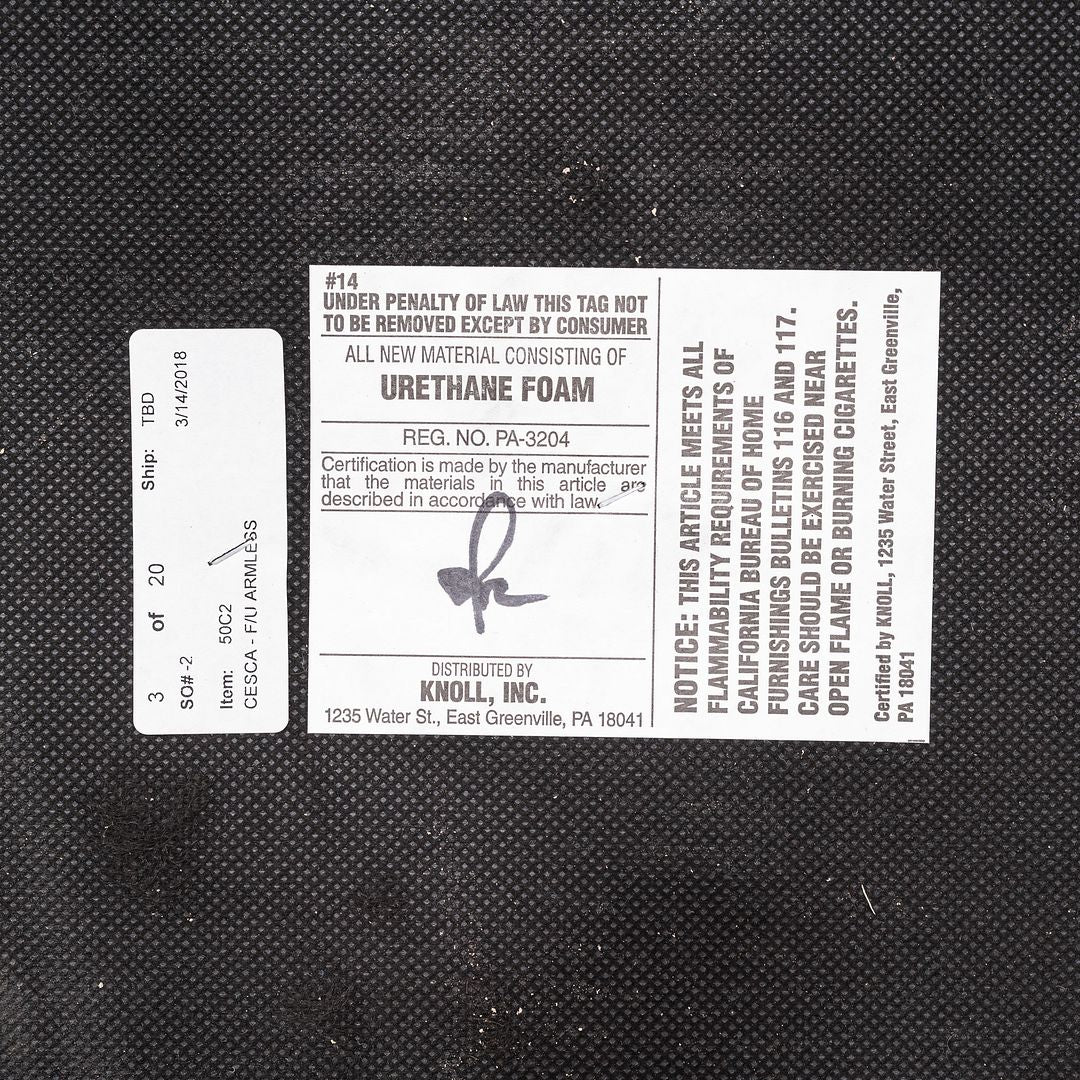 3 of 20 Ship: TBD
SO# -2 3/14/2018
Item: 50C2
CESCA - F/U ARMLESS
#14
UNDER PENALTY OF LAW THIS TAG NOT
TO BE REMOVED EXCEPT BY CONSUMER
ALL NEW MATERIAL CONSISTING OF
URETHANE FOAM
REG. NO. PA-3204
Certification is made by the manufacturer
that the materials in this article are
described in accordance with law.
DISTRIBUTED BY
KNOLL, INC.
1235 Water St., East Greenville, PA 18041
NOTICE: THIS ARTICLE MEETS ALL
FLAMMABILITY REQUIREMENTS OF
CALIFORNIA BUREAU OF HOME
FURNISHINGS BULLETINS 116 AND 117.
CARE SHOULD BE EXERCISED NEAR
OPEN FLAME OR BURNING CIGARETTES.
Certified by KNOLL, 1235 Water Street, East Greenville,
PA 18041